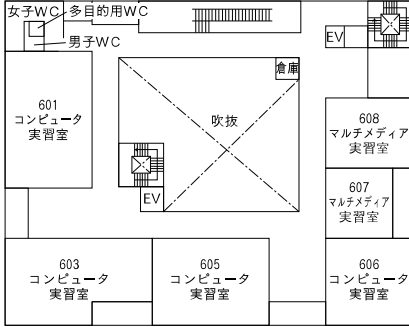 女子WC
多目的用WC
男子WC
EV
倉庫
601
コンピュータ
実習室
吹抜
608
マルチメディア
実習室
607
マルチメディア
実習室
EV
603
コンピュータ
実習室
605
コンピュータ
実習室
606
コンピュータ
実習室